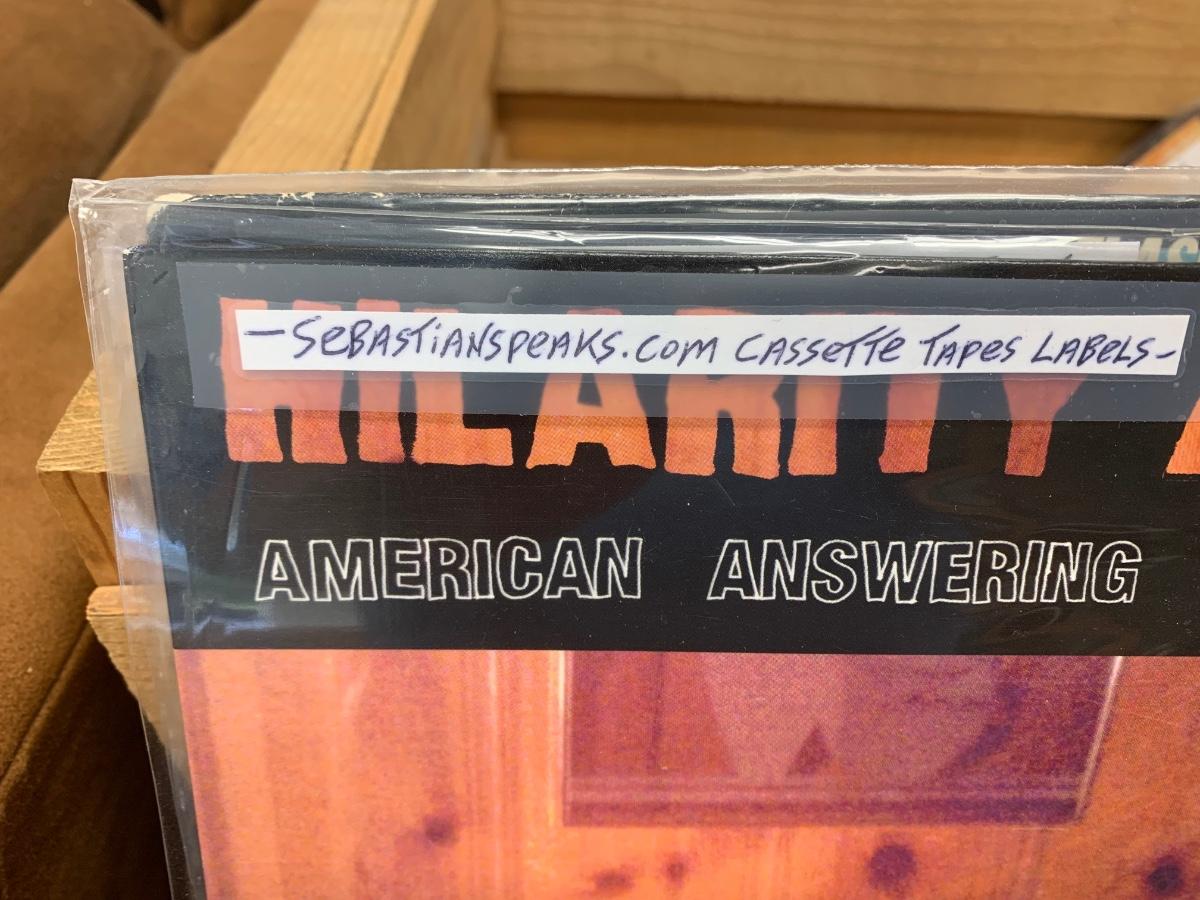 -SEBASTIANSPEAKS.COM CASSETTE TAPES LABELS-
HILARITY
AMERICAN ANSWERING